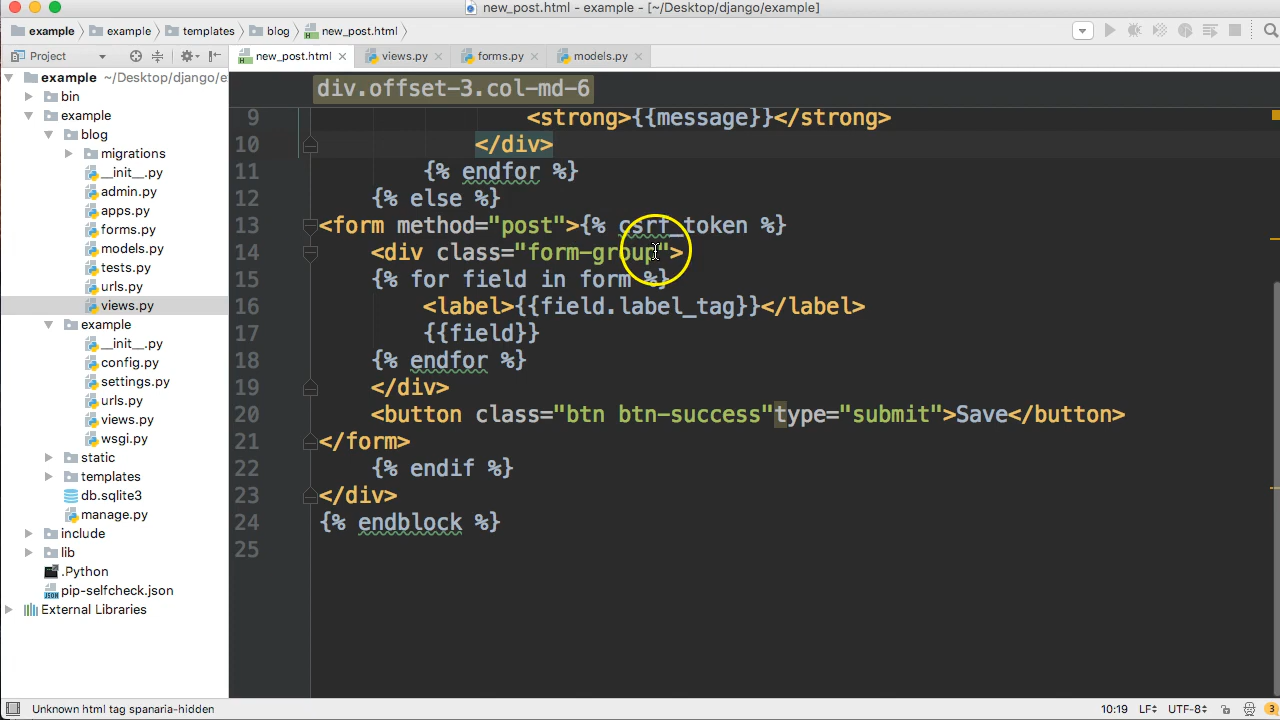 new_post.html - example - [~/Desktop/django/example]
example example templates blog new_post.html
Project new_post.html views.py forms.py models.py
example ~/Desktop/django/e
bin
example
blog
migrations
__init__.py
admin.py
apps.py
forms.py
models.py
tests.py
urls.py
views.py
example
__init__.py
config.py
settings.py
urls.py
views.py
wsgi.py
static
templates
db.sqlite3
manage.py
include
lib
.Python
pip-selfcheck.json
External Libraries
div.offset-3.col-md-6
9 <strong>{{message}}</strong>
10 </div>
11 {% endfor %}
12 {% else %}
13 <form method="post">{% csrf_token %}
14 <div class="form-group">
15 {% for field in form %}
16 <label>{{field.label_tag}}</label>
17 {{field}}
18 {% endfor %}
19 </div>
20 <button class="btn btn-success"type="submit">Save</button>
21 </form>
22 {% endif %}
23 </div>
24 {% endblock %}
25
Unknown html tag spanaria-hidden 10:19 LF UTF-8 3